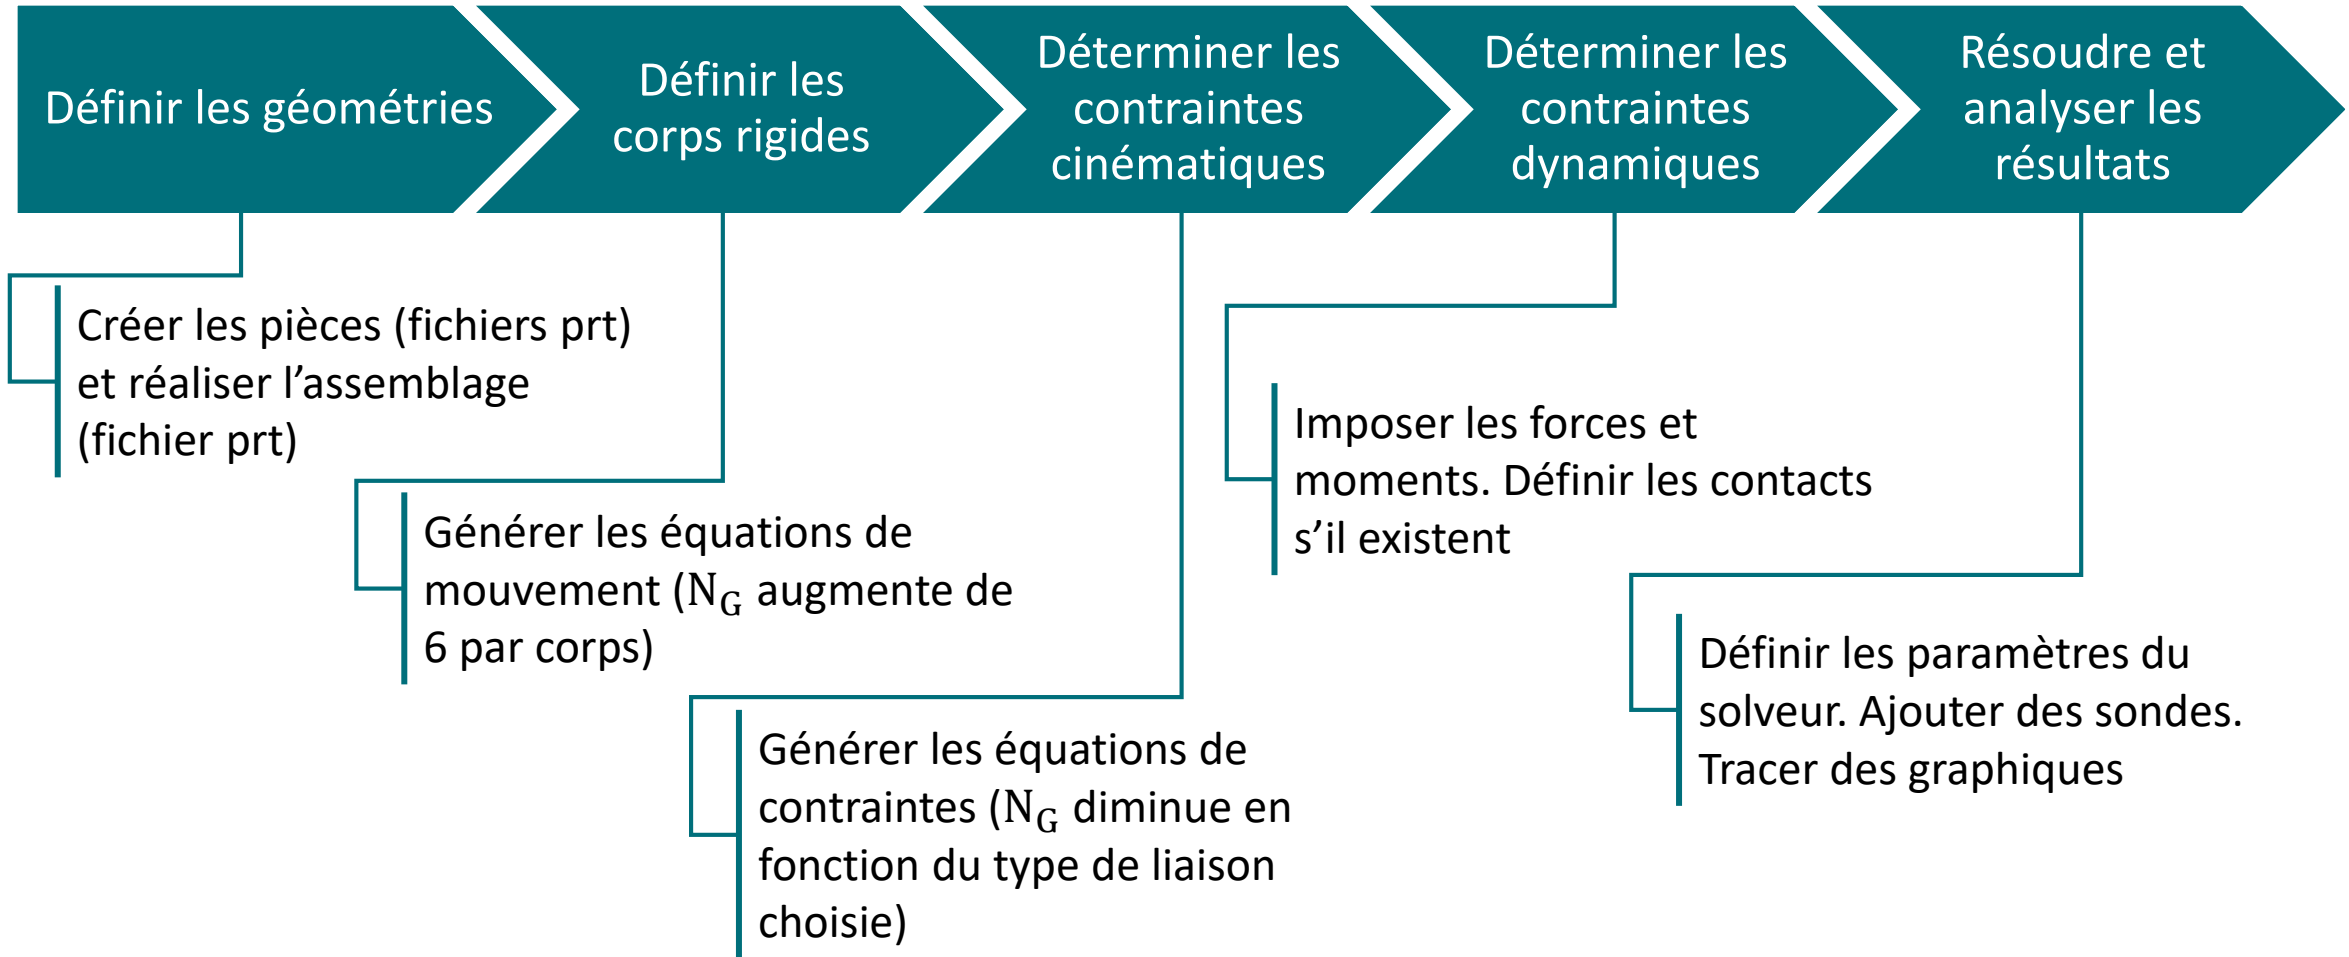 Définir les géométries
Définir les
corps rigides
Déterminer les
contraintes
cinématiques
Déterminer les
contraintes
dynamiques
Résoudre et
analyser les
résultats
Créer les pièces (fichiers prt)
et réaliser l’assemblage
(fichier prt)
Générer les équations de
mouvement (N_G augmente de
6 par corps)
Générer les équations de
contraintes (N_G diminue en
fonction du type de liaison
choisie)
Imposer les forces et
moments. Définir les contacts
s’il existent
Définir les paramètres du
solveur. Ajouter des sondes.
Tracer des graphiques